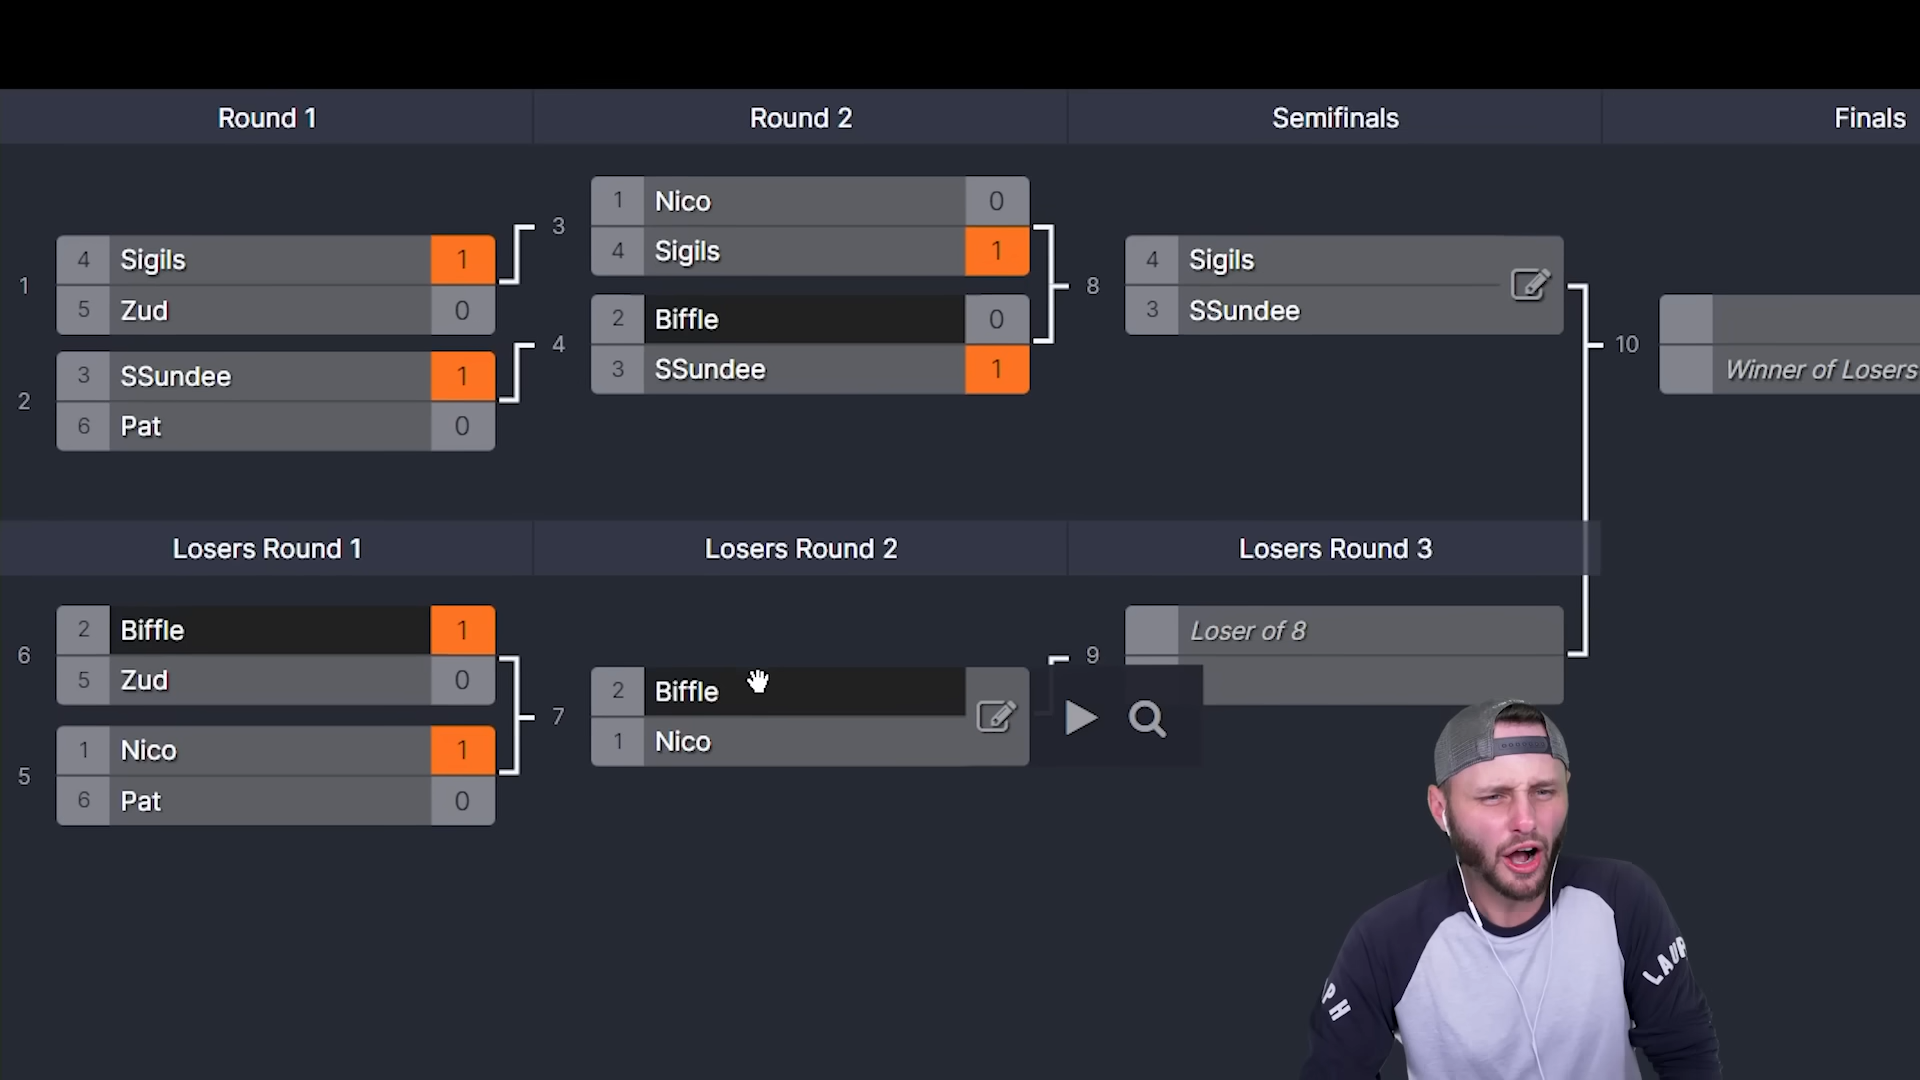 Round 1
Round 2
Semifinals
Finals
1
4 Sigils 1
5 Zud 0
2
3 SSundee 1
6 Pat 0
3
1 Nico 0
4 Sigils 1
4
2 Biffle 0
3 SSundee 1
8
4 Sigils
3 SSundee
10
Winner of Losers
Losers Round 1
Losers Round 2
Losers Round 3
6
2 Biffle 1
5 Zud 0
5
1 Nico 1
6 Pat 0
7
2 Biffle
1 Nico
9
Loser of 8